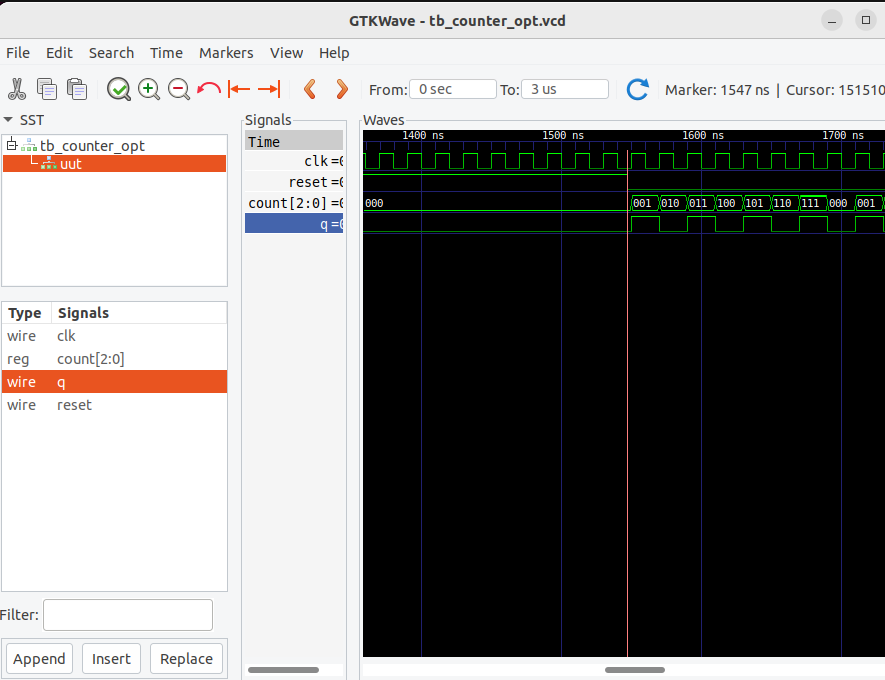 GTKWave - tb_counter_opt.vcd
File Edit Search Time Markers View Help
From: 0 sec To: 3 us Marker: 1547 ns | Cursor: 151510
SST
tb_counter_opt
uut
Type Signals
wire clk
reg count[2:0]
wire q
wire reset
Filter:
Append Insert Replace
Signals
Time
clk=0
reset=0
count[2:0]=0
q=0
Waves
1400 ns 1500 ns 1600 ns 1700 ns
000 001 010 011 100 101 110 111 000 001